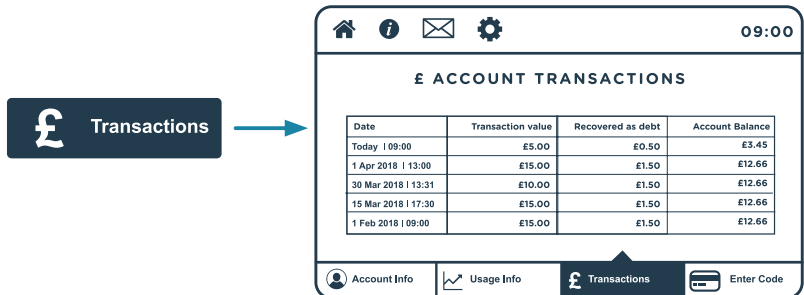 £ Transactions
09:00
£ ACCOUNT TRANSACTIONS
Date Transaction value Recovered as debt Account Balance
Today | 09:00 £5.00 £0.50 £3.45
1 Apr 2018 | 13:00 £15.00 £1.50 £12.66
30 Mar 2018 | 13:31 £10.00 £1.50 £12.66
15 Mar 2018 | 17:30 £15.00 £1.50 £12.66
1 Feb 2018 | 09:00 £15.00 £1.50 £12.66
Account Info Usage Info £ Transactions Enter Code